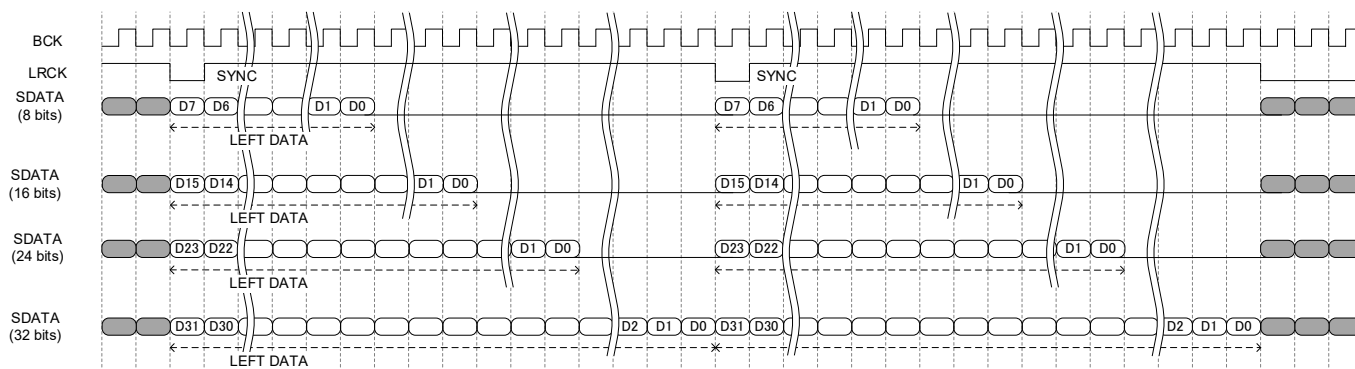 BCK
LRCK
SYNC SYNC
SDATA
(8 bits)
D7 D6 D1 D0 D7 D6 D1 D0
LEFT DATA
SDATA
(16 bits)
D15 D14 D1 D0 D15 D14 D1 D0
LEFT DATA
SDATA
(24 bits)
D23 D22 D1 D0 D23 D22 D1 D0
LEFT DATA
SDATA
(32 bits)
D31 D30 D2 D1 D0 D31 D30 D2 D1 D0
LEFT DATA